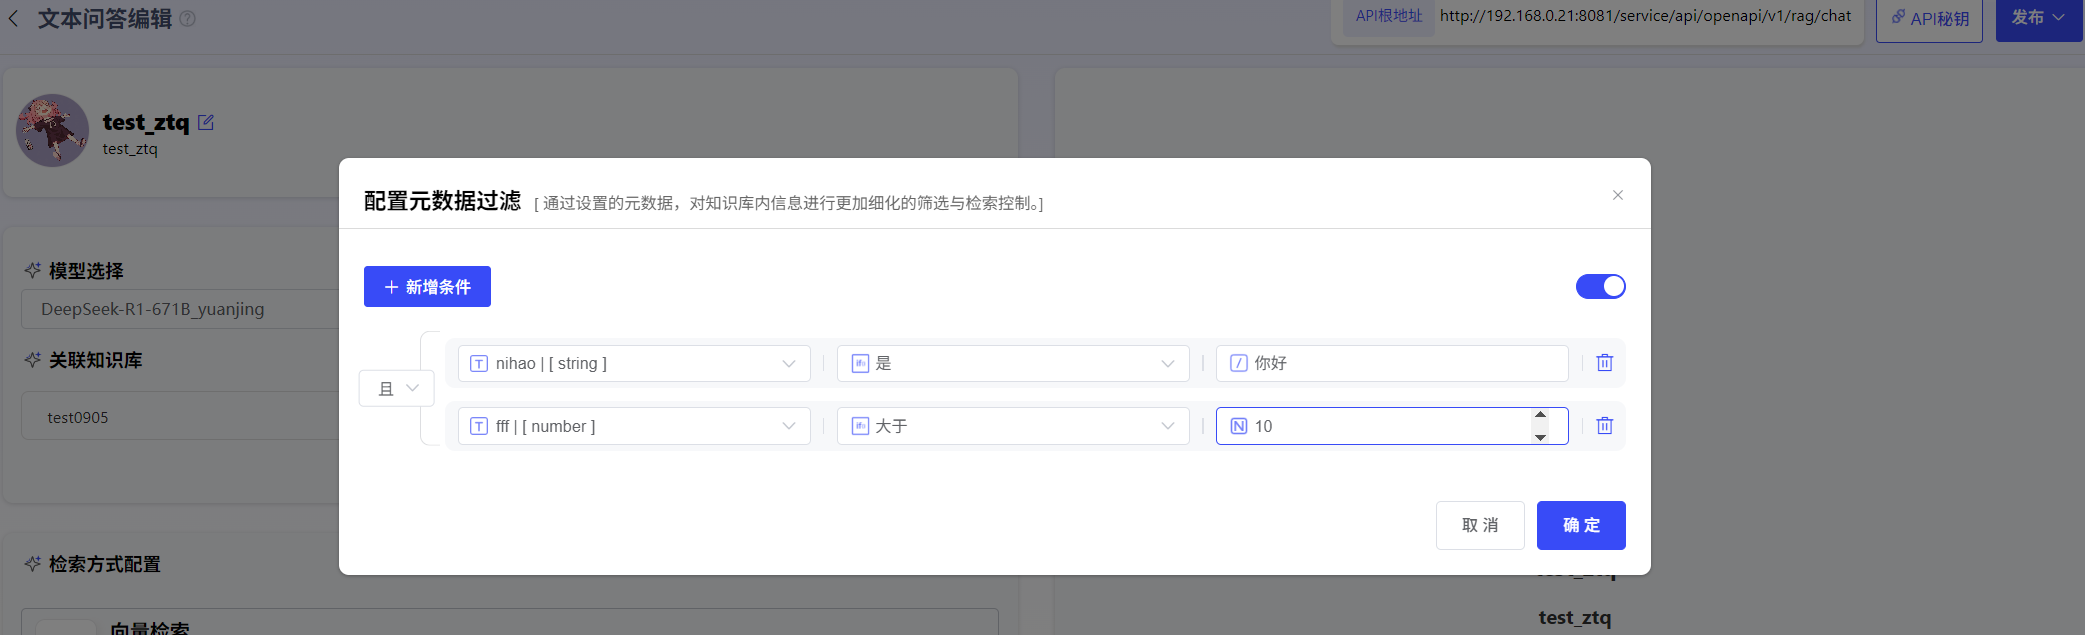 文本问答编辑
API根地址 http://192.168.0.21:8081/service/api/openapi/v1/rag/chat API秘钥 发布
test_ztq
test_ztq
配置元数据过滤 [ 通过设置的元数据，对知识库内信息进行更加细化的筛选与检索控制。]
模型选择
DeepSeek-R1-671B_yuanjing
关联知识库
test0905
检索方式配置
向量检索
+ 新增条件
且
nihao | [ string ] 是 你好
fff | [ number ] 大于 10
取 消 确 定
test_ztq